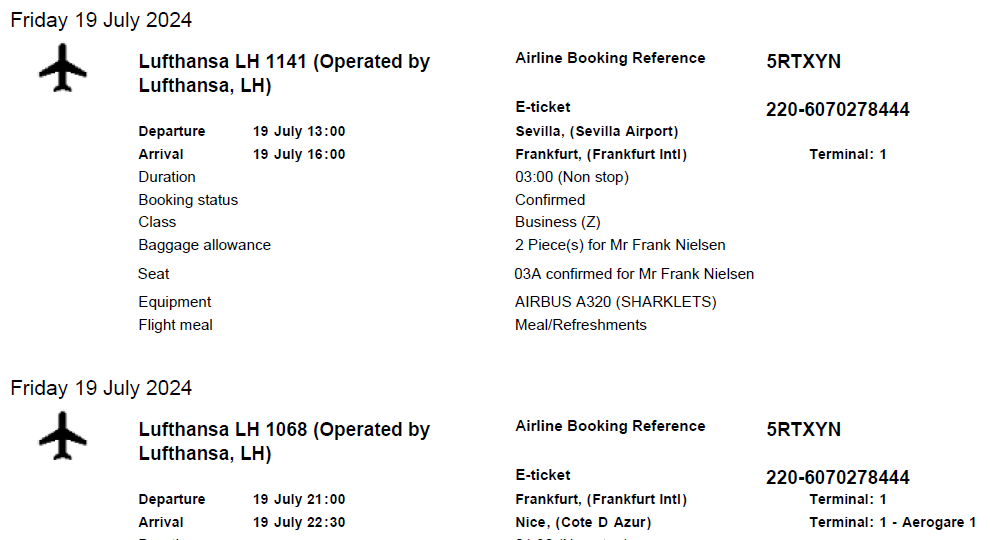 Friday 19 July 2024
Lufthansa LH 1141 (Operated by Lufthansa, LH)
Airline Booking Reference 5RTXYN
E-ticket 220-6070278444
Departure 19 July 13:00 Sevilla, (Sevilla Airport)
Arrival 19 July 16:00 Frankfurt, (Frankfurt Intl) Terminal: 1
Duration 03:00 (Non stop)
Booking status Confirmed
Class Business (Z)
Baggage allowance 2 Piece(s) for Mr Frank Nielsen
Seat 03A confirmed for Mr Frank Nielsen
Equipment AIRBUS A320 (SHARKLETS)
Flight meal Meal/Refreshments
Friday 19 July 2024
Lufthansa LH 1068 (Operated by Lufthansa, LH)
Airline Booking Reference 5RTXYN
E-ticket 220-6070278444
Departure 19 July 21:00 Frankfurt, (Frankfurt Intl) Terminal: 1
Arrival 19 July 22:30 Nice, (Cote D Azur) Terminal: 1 - Aerogare 1